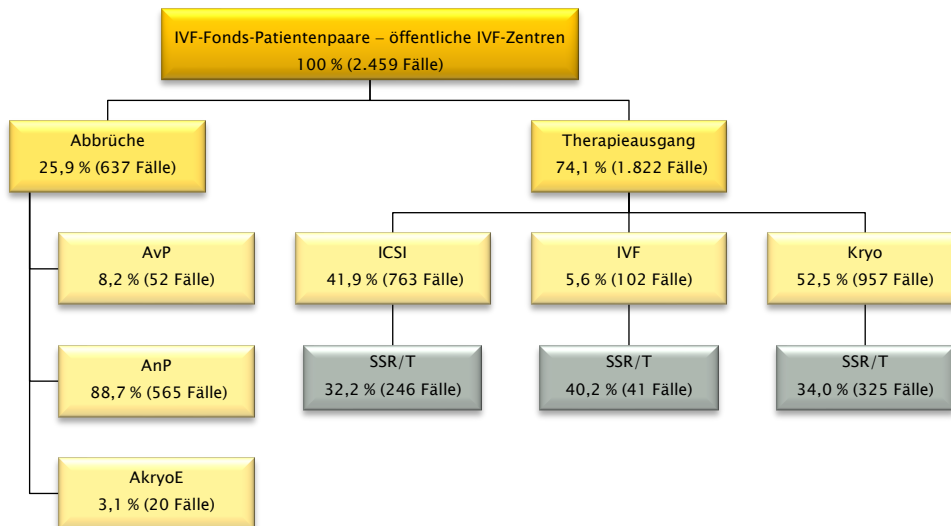 IVF-Fonds-Patientenpaare – öffentliche IVF-Zentren
100 % (2.459 Fälle)
Abbrüche
25,9 % (637 Fälle)
Therapieausgang
74,1 % (1.822 Fälle)
AvP
8,2 % (52 Fälle)
ICSI
41,9 % (763 Fälle)
IVF
5,6 % (102 Fälle)
Kryo
52,5 % (957 Fälle)
AnP
88,7 % (565 Fälle)
SSR/T
32,2 % (246 Fälle)
SSR/T
40,2 % (41 Fälle)
SSR/T
34,0 % (325 Fälle)
AkryoE
3,1 % (20 Fälle)